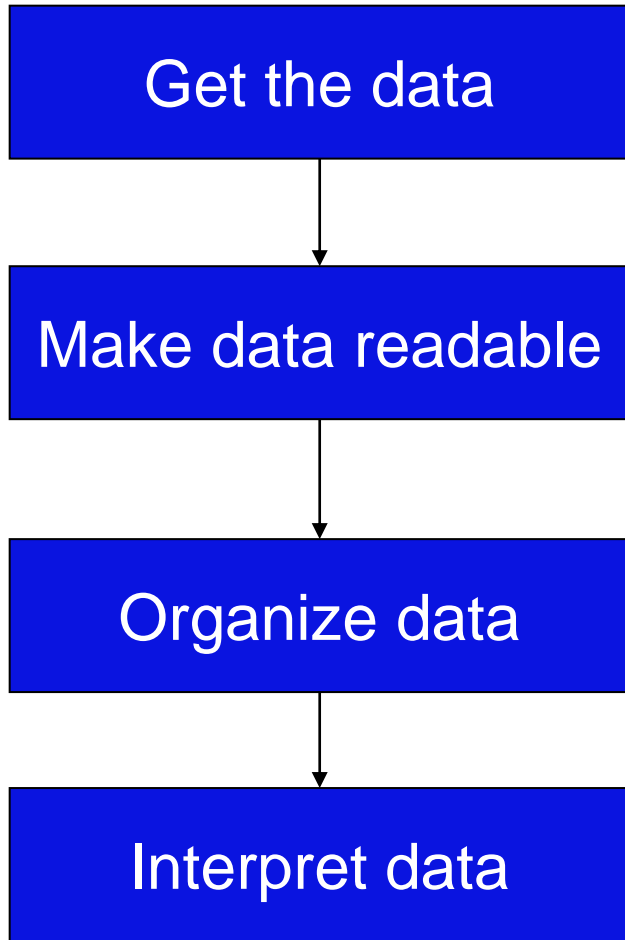 Get the data
Make data readable
Organize data
Interpret data